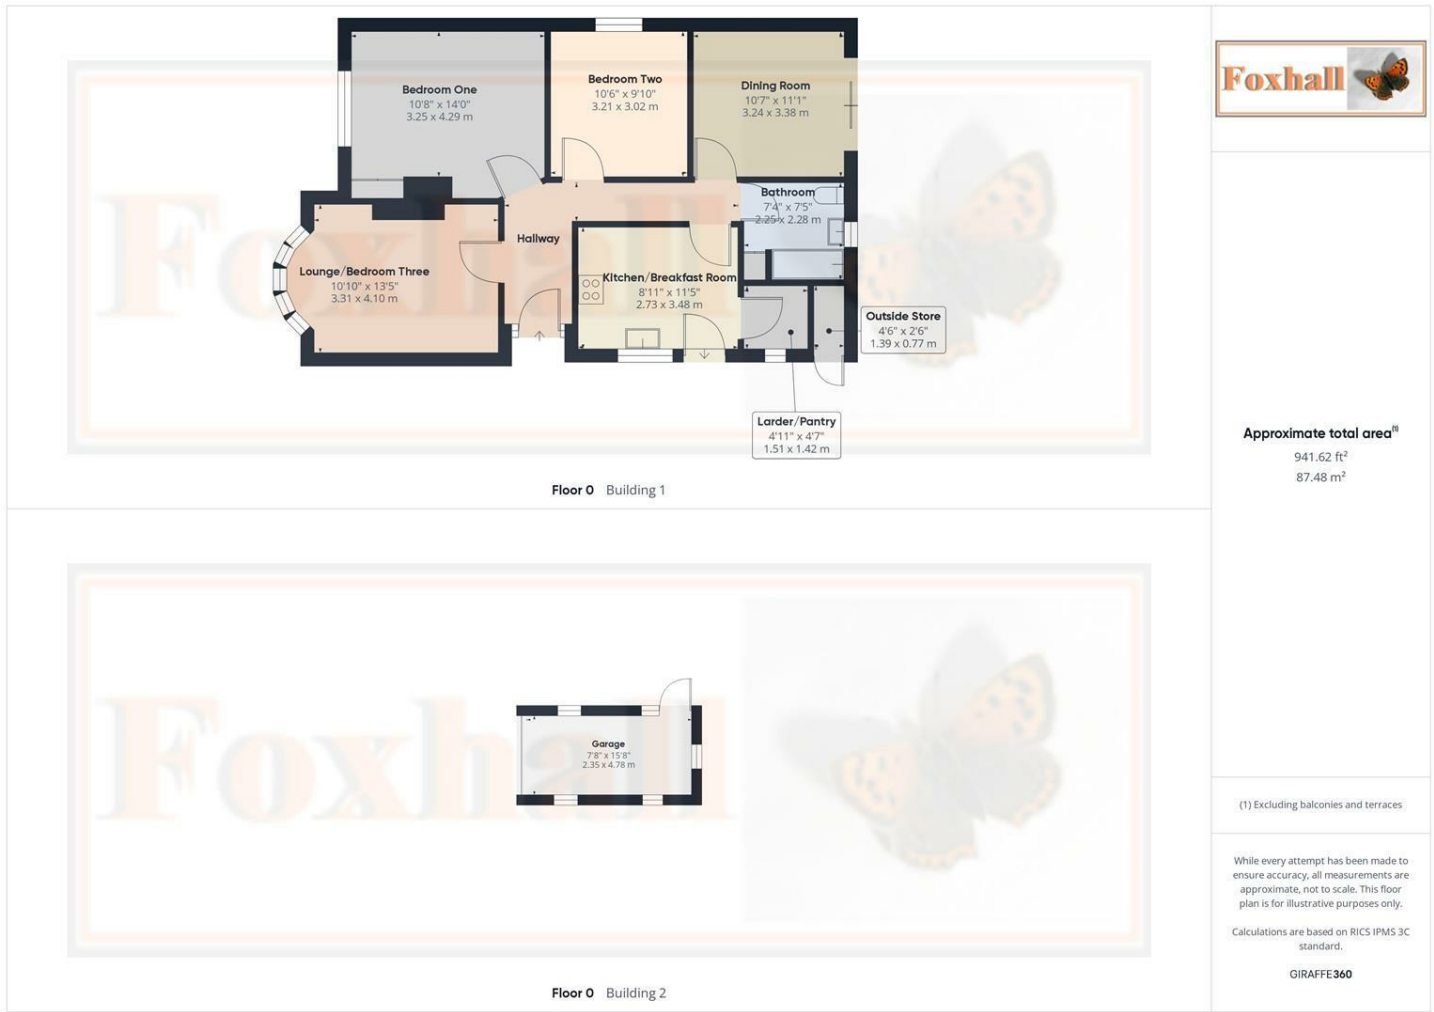 Bedroom One
10'8" x 14'0"
3.25 x 4.29 m
Bedroom Two
10'6" x 9'10"
3.21 x 3.02 m
Dining Room
10'7" x 11'1"
3.24 x 3.38 m
Bathroom
7'4" x 7'5"
2.25 x 2.28 m
Hallway
Lounge/Bedroom Three
10'10" x 13'5"
3.31 x 4.10 m
Kitchen/Breakfast Room
8'11" x 11'5"
2.73 x 3.48 m
Outside Store
4'6" x 2'6"
1.39 x 0.77 m
Larder/Pantry
4'11" x 4'7"
1.51 x 1.42 m
Foxhall
Floor 0 Building 1
Garage
7'8" x 15'8"
2.35 x 4.78 m
Foxhall
Floor 0 Building 2
Foxhall
Approximate total area(1)
941.62 ft²
87.48 m²
(1) Excluding balconies and terraces
While every attempt has been made to
ensure accuracy, all measurements are
approximate, not to scale. This floor
plan is for illustrative purposes only.
Calculations are based on RICS IPMS 3C
standard.
GIRAFFE360